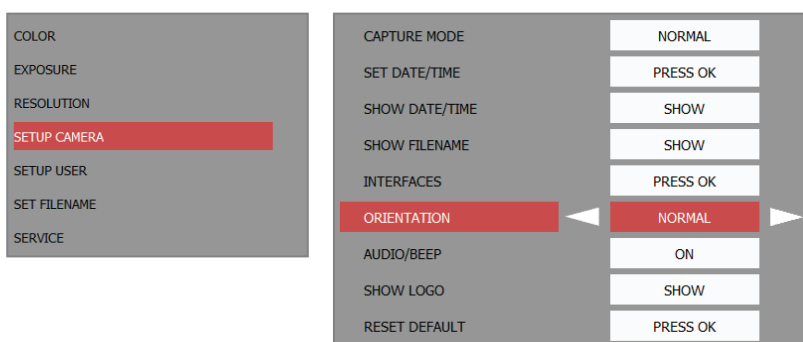 COLOR
EXPOSURE
RESOLUTION
SETUP CAMERA
SETUP USER
SET FILENAME
SERVICE
CAPTURE MODE NORMAL
SET DATE/TIME PRESS OK
SHOW DATE/TIME SHOW
SHOW FILENAME SHOW
INTERFACES PRESS OK
ORIENTATION NORMAL
AUDIO/BEEP ON
SHOW LOGO SHOW
RESET DEFAULT PRESS OK